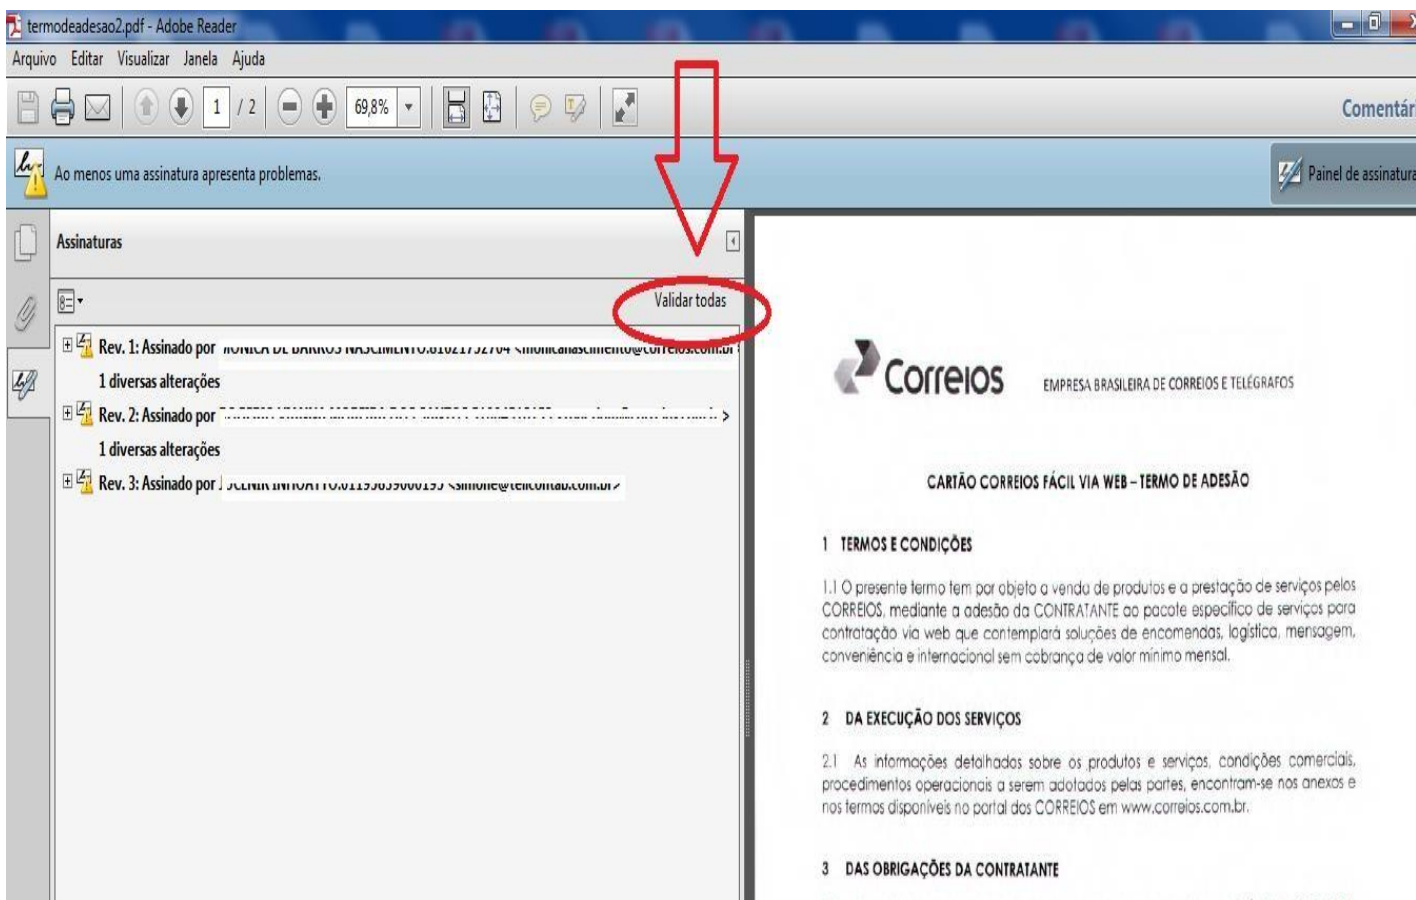 termodeadesao2.pdf - Adobe Reader
Arquivo Editar Visualizar Janela Ajuda
1 / 2 69,8% Comentár
Ao menos uma assinatura apresenta problemas. Painel de assinatura
Assinaturas
Validar todas
Rev. 1: Assinado por
1 diversas alterações
Rev. 2: Assinado por >
1 diversas alterações
Rev. 3: Assinado por
Correios EMPRESA BRASILEIRA DE CORREIOS E TELÉGRAFOS
CARTÃO CORREIOS FÁCIL VIA WEB – TERMO DE ADESÃO
1 TERMOS E CONDIÇÕES
1.1 O presente termo tem por objeto a venda de produtos e a prestação de serviços pelos
CORREIOS, mediante a adesão da CONTRATANTE ao pacote específico de serviços para
contratação via web que contemplará soluções de encomendas, logística, mensagem,
conveniência e internacional sem cobrança de valor mínimo mensal.
2 DA EXECUÇÃO DOS SERVIÇOS
2.1 As informações detalhadas sobre os produtos e serviços, condições comerciais,
procedimentos operacionais a serem adotados pelas partes, encontram-se nos anexos e
nos termos disponíveis no portal dos CORREIOS em www.correios.com.br.
3 DAS OBRIGAÇÕES DA CONTRATANTE